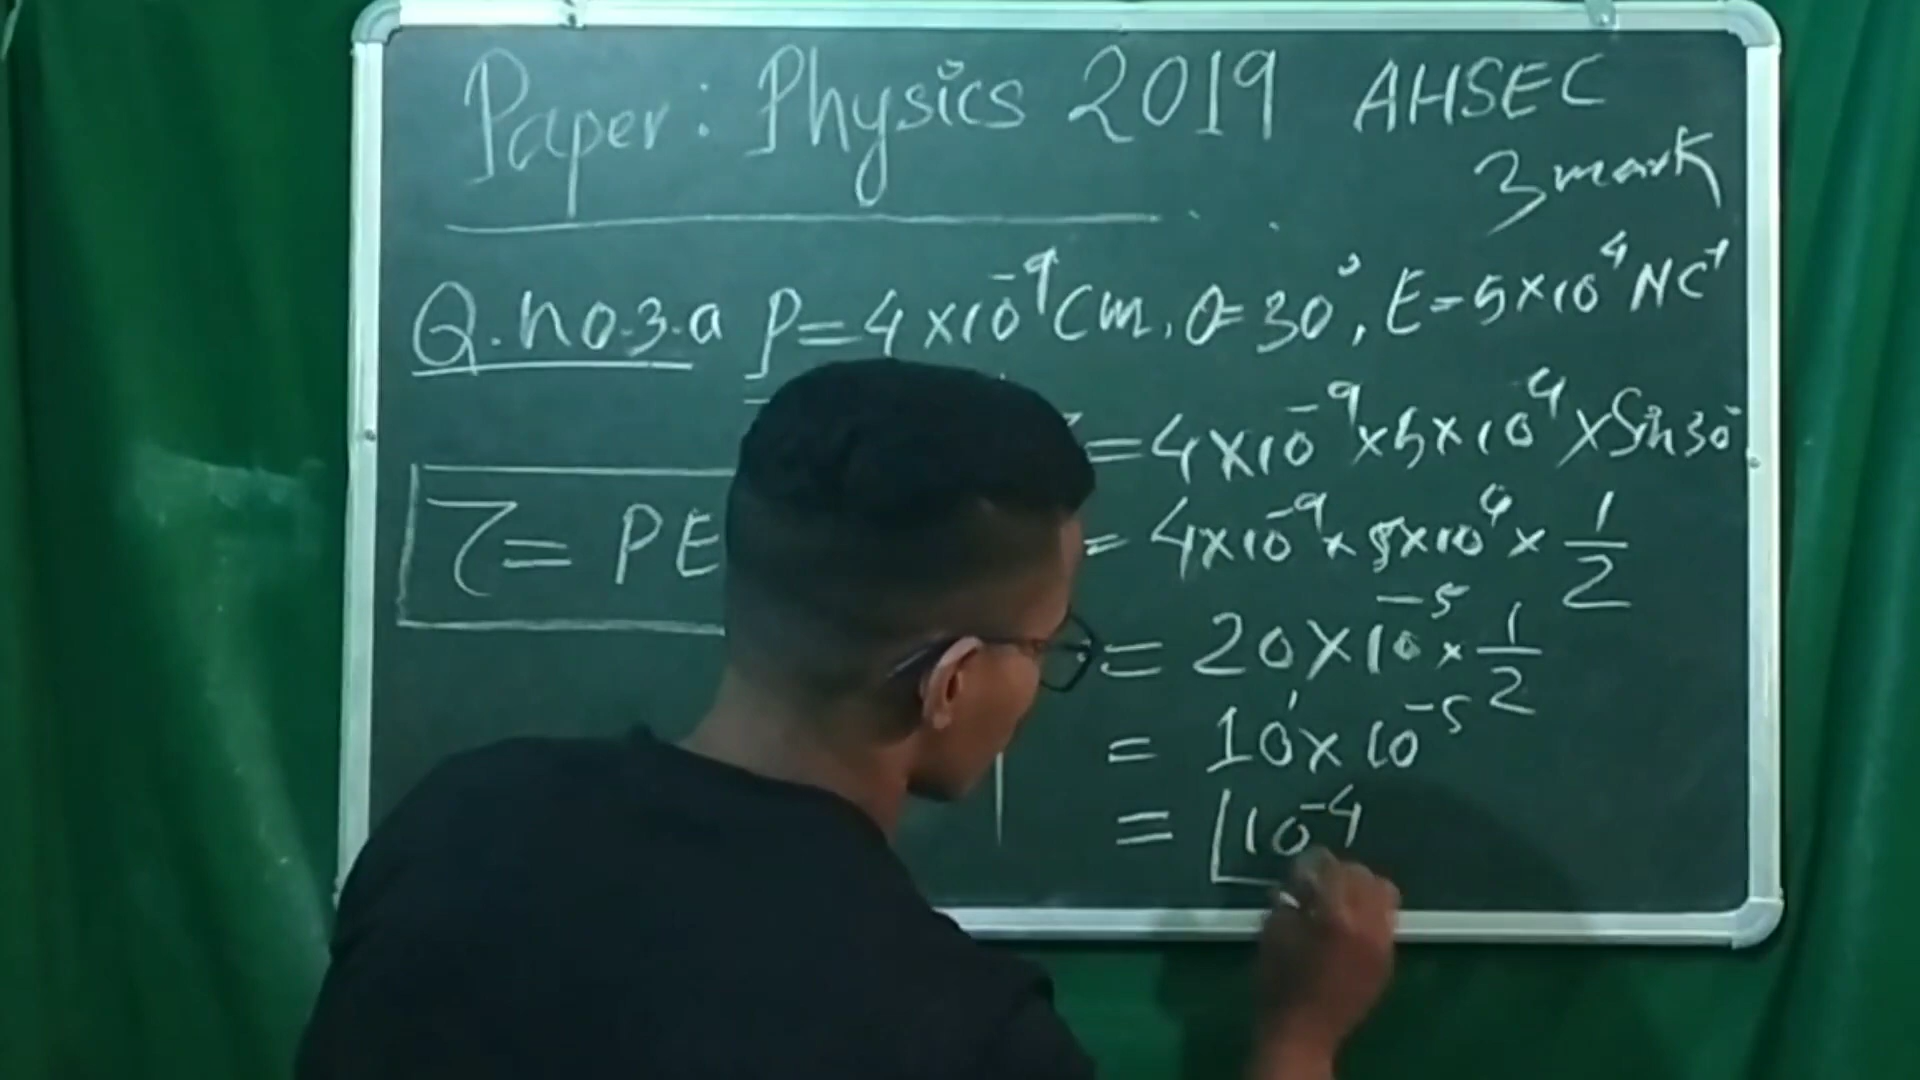 Paper: Physics 2019 AHSEC
3 mark
Q.no.3.a p=4×10⁻⁹Cm, θ=30°, E=5×10⁴NC⁻¹
=4×10⁻⁹×5×10⁴×Sin30°
τ= PE
=4×10⁻⁹×5×10⁴×1/2
=20×10⁻⁵×1/2
=10×10⁻⁵
=10⁻⁴